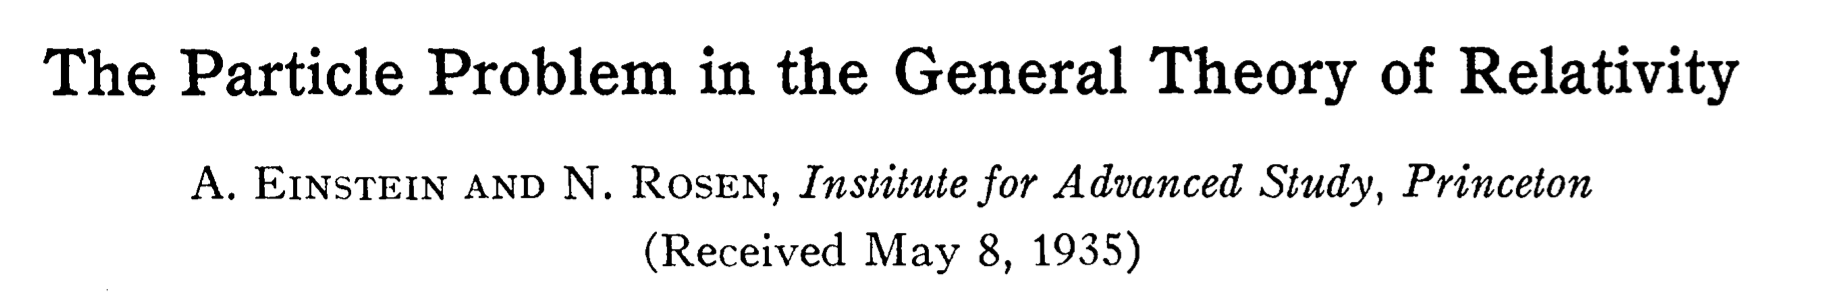 The Particle Problem in the General Theory of Relativity
A. EINSTEIN AND N. ROSEN, Institute for Advanced Study, Princeton
(Received May 8, 1935)